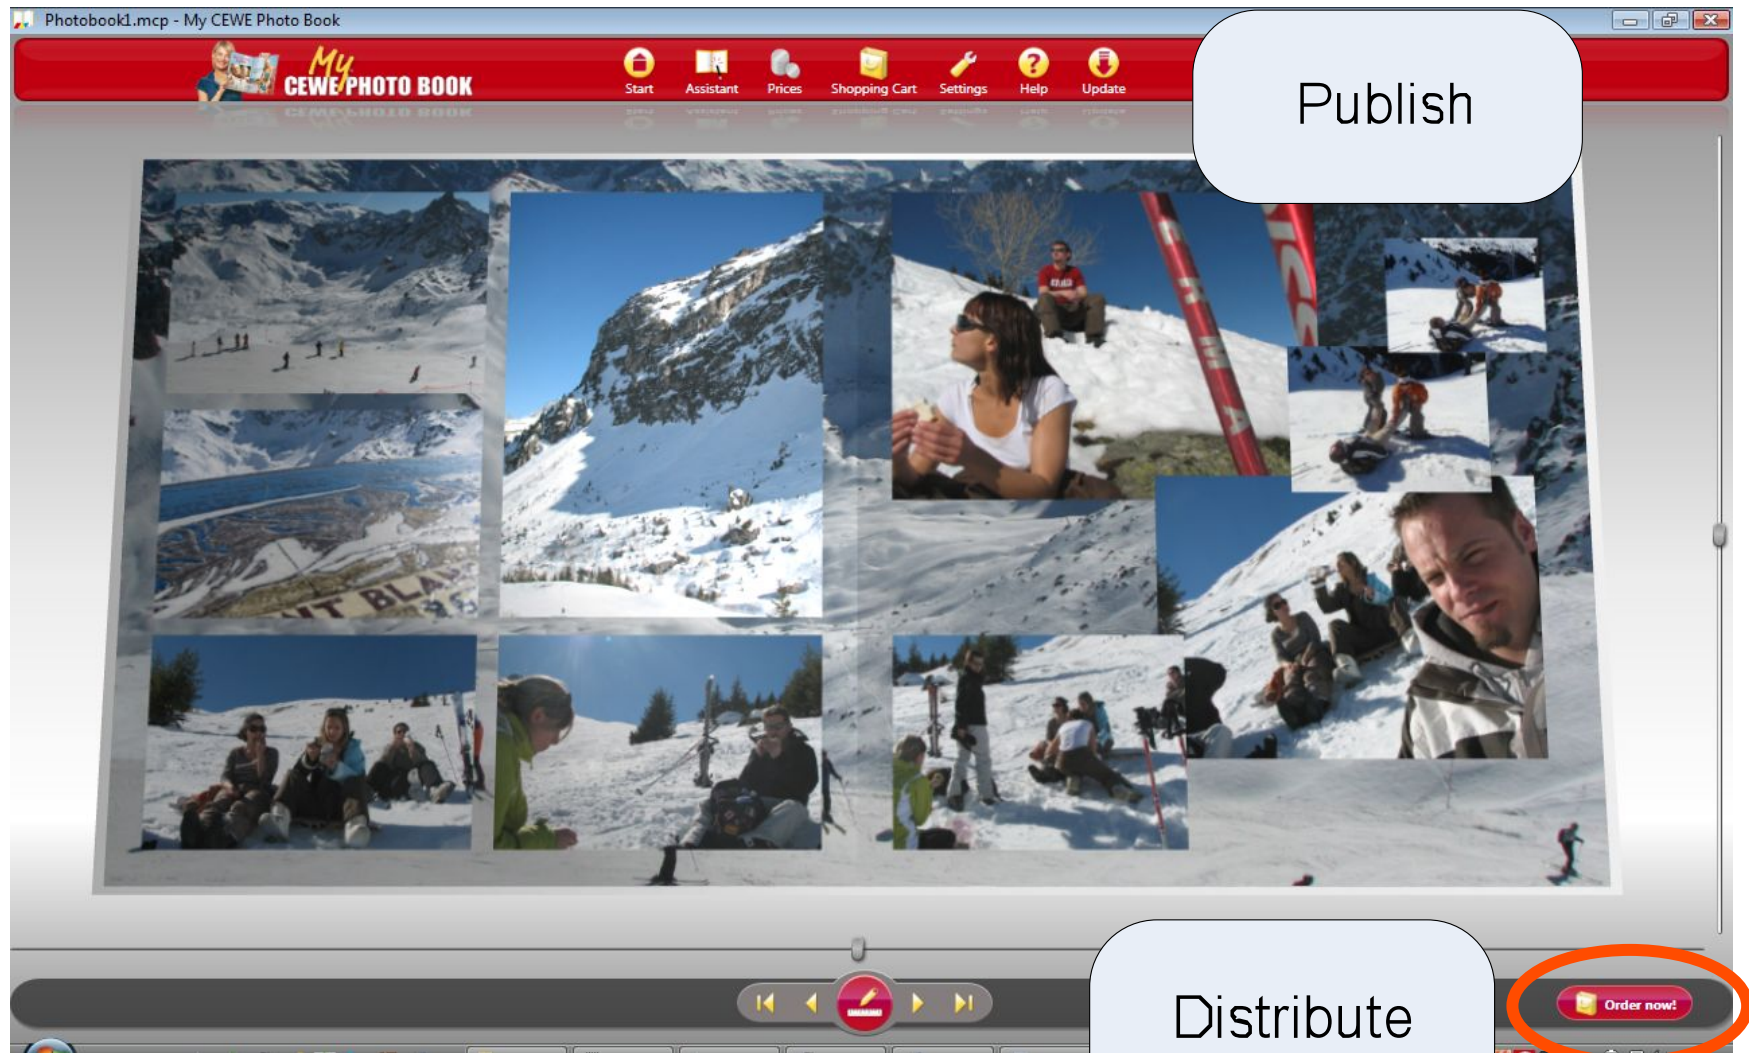 Photobook1.mcp - My CEWE Photo Book
My
CEWE PHOTO BOOK
Start Assistant Prices Shopping Cart Settings Help Update
Publish
Distribute
Order now!